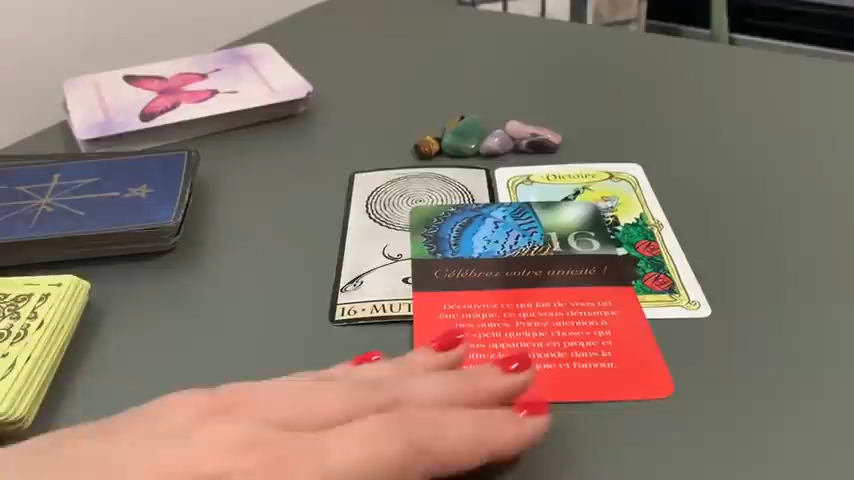 Victoire
16
Célébrez votre unicité !
16 • MUT
Découvrez ce qui fait de vous un
être unique, ce qui vous démarque
des autres. Portez attention à
« petit quelque chose » qui
vous appartient en propre et
monde dans la
joie et l'amour.